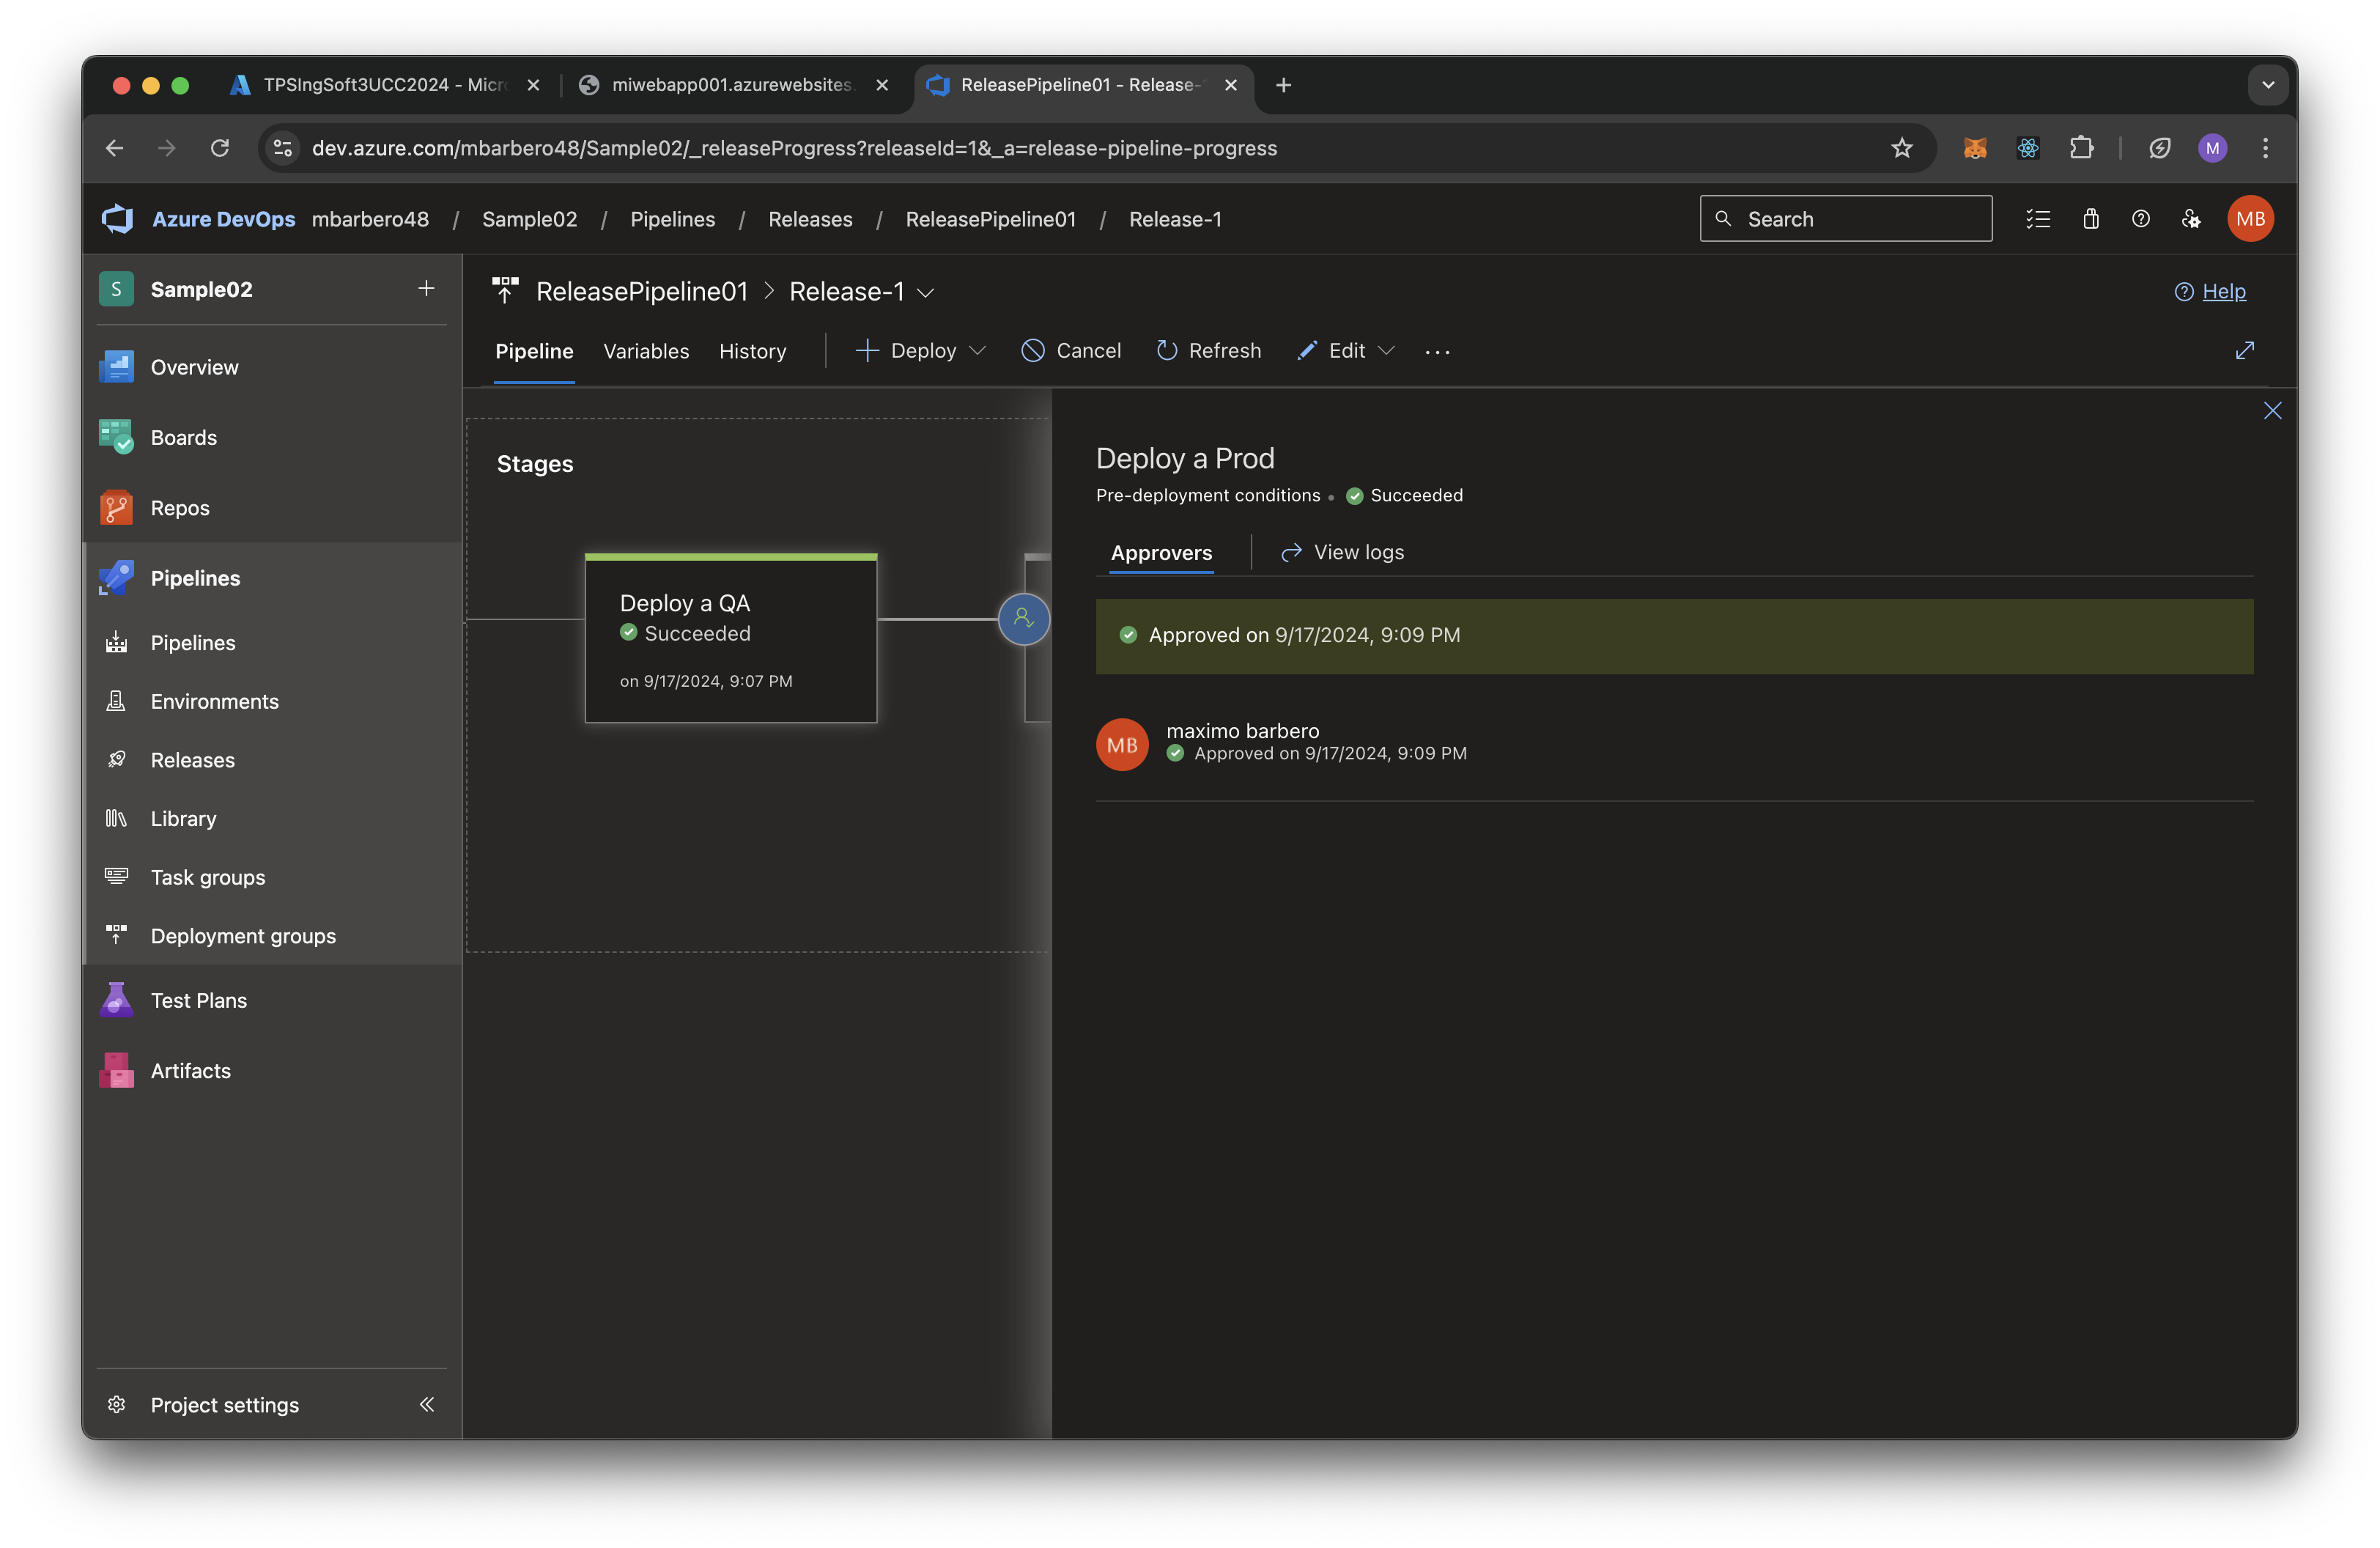 TPSIngSoft3UCC2024 - Micr
miwebapp001.azurewebsites.
ReleasePipeline01 - Release-
dev.azure.com/mbarbero48/Sample02/_releaseProgress?releaseId=1&_a=release-pipeline-progress
M
Azure DevOps mbarbero48 / Sample02 / Pipelines / Releases / ReleasePipeline01 / Release-1
Search
MB
S Sample02
Overview
Boards
Repos
Pipelines
Pipelines
Environments
Releases
Library
Task groups
Deployment groups
Test Plans
Artifacts
Project settings
ReleasePipeline01 > Release-1
Help
Pipeline Variables History Deploy Cancel Refresh Edit ...
Stages
Deploy a QA
Succeeded
on 9/17/2024, 9:07 PM
Deploy a Prod
Pre-deployment conditions • Succeeded
Approvers View logs
Approved on 9/17/2024, 9:09 PM
MB
maximo barbero
Approved on 9/17/2024, 9:09 PM